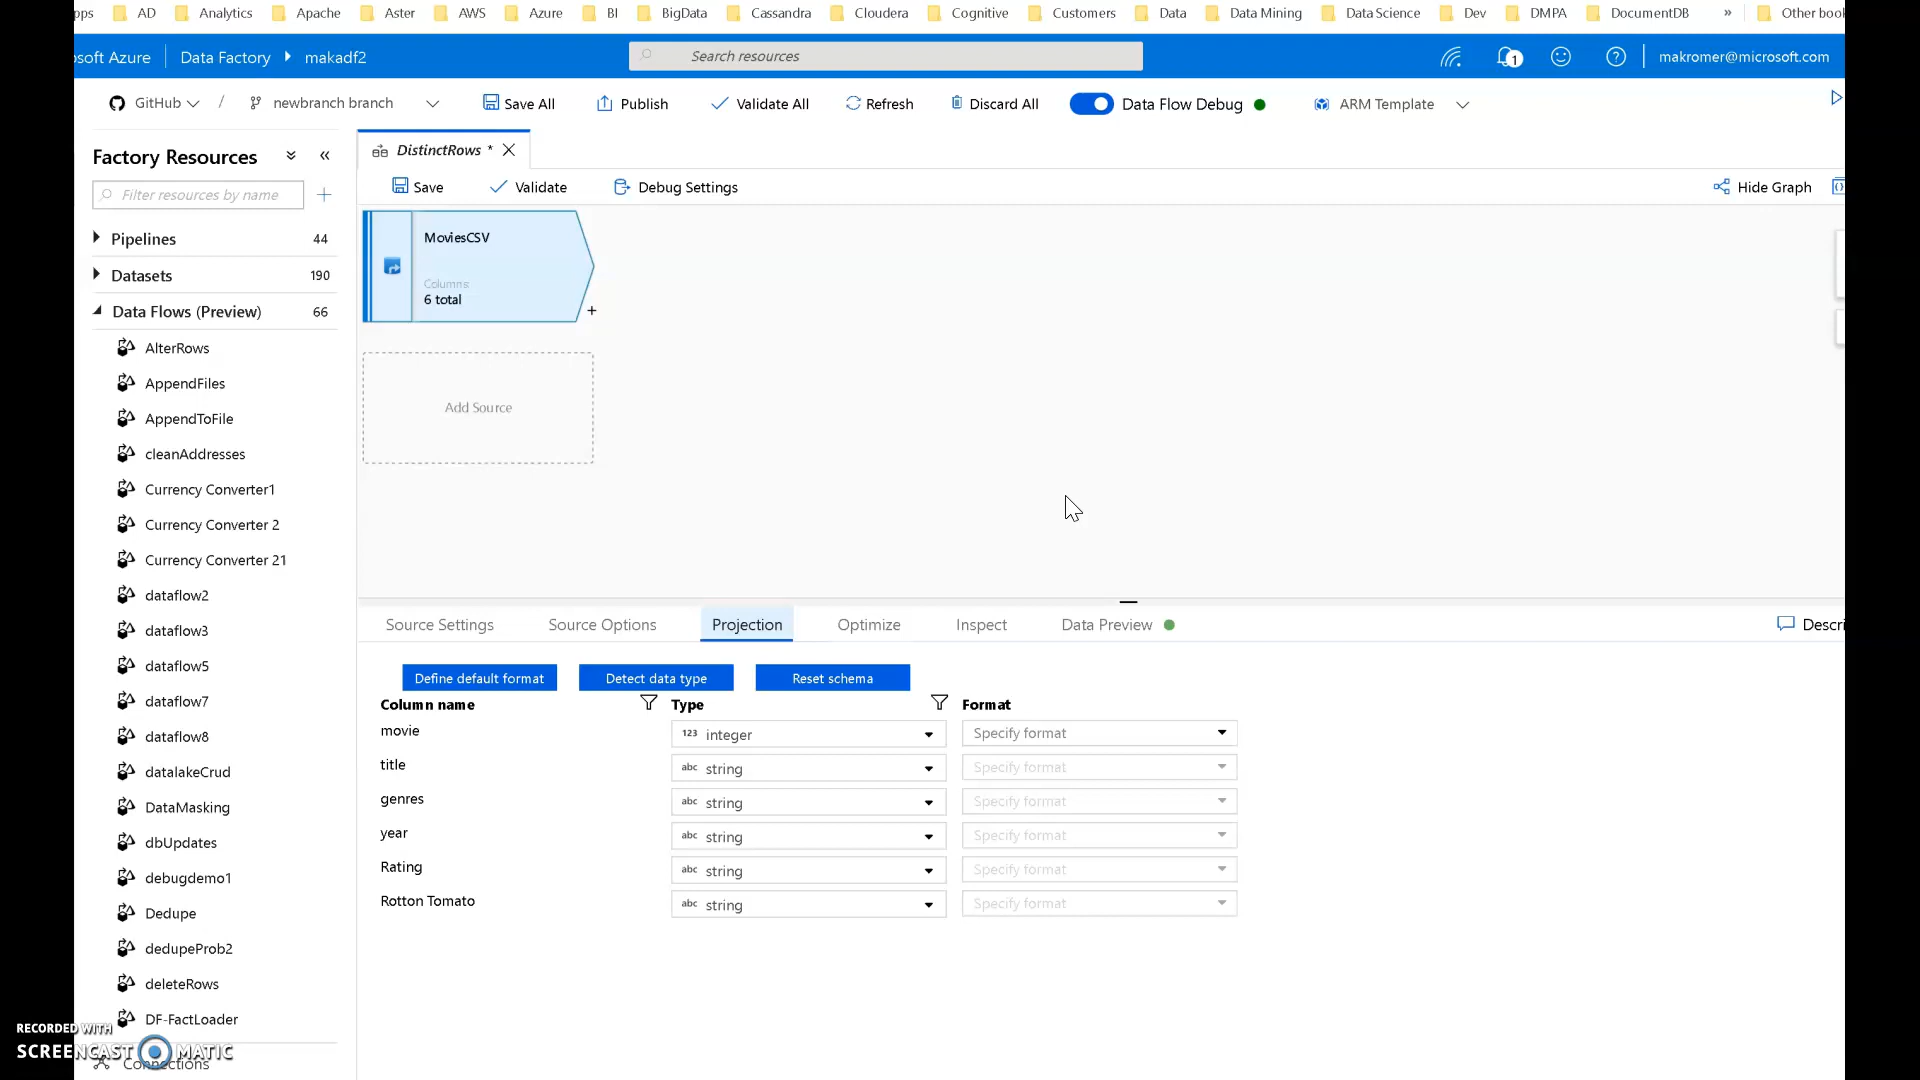 pps AD Analytics Apache Aster AWS Azure BI BigData Cassandra Cloudera Cognitive Customers Data Data Mining Data Science Dev DMPA DocumentDB » Other book
osoft Azure Data Factory makadf2 Search resources 1 makromer@microsoft.com
GitHub / newbranch branch Save All Publish Validate All Refresh Discard All Data Flow Debug ARM Template
Factory Resources
DistinctRows *
Filter resources by name
Save Validate Debug Settings Hide Graph
Pipelines 44
Datasets 190
Data Flows (Preview) 66
AlterRows
AppendFiles
AppendToFile
cleanAddresses
Currency Converter1
Currency Converter 2
Currency Converter 21
dataflow2
dataflow3
dataflow5
dataflow7
dataflow8
datalakeCrud
DataMasking
dbUpdates
debugdemo1
Dedupe
dedupeProb2
deleteRows
DF-FactLoader
Connections
MoviesCSV
Columns:
6 total
+
Add Source
Source Settings Source Options Projection Optimize Inspect Data Preview Descri
Define default format Detect data type Reset schema
Column name Type Format
movie 123 integer Specify format
title abc string Specify format
genres abc string Specify format
year abc string Specify format
Rating abc string Specify format
Rotton Tomato abc string Specify format
RECORDED WITH
SCREENCAST MATIC